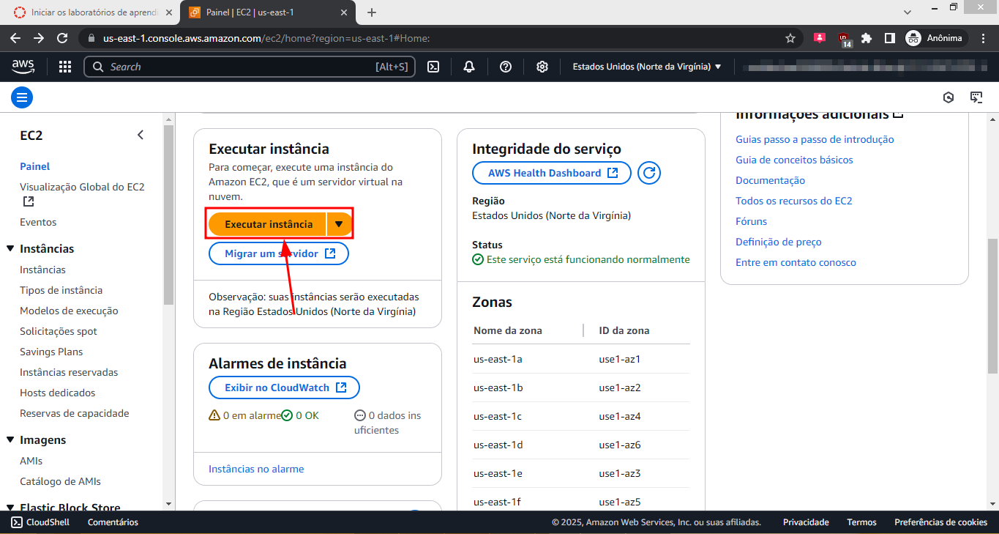 Iniciar os laboratórios de aprendi
Painel | EC2 | us-east-1
us-east-1.console.aws.amazon.com/ec2/home?region=us-east-1#Home:
14
Anônima
aws
Search
[Alt+S]
Estados Unidos (Norte da Virgínia)
EC2
Painel
Visualização Global do EC2
Eventos
Instâncias
Instâncias
Tipos de instância
Modelos de execução
Solicitações spot
Savings Plans
Instâncias reservadas
Hosts dedicados
Reservas de capacidade
Imagens
AMIs
Catálogo de AMIs
Elastic Block Store
Executar instância
Para começar, execute uma instância do
Amazon EC2, que é um servidor virtual na
nuvem.
Executar instância
Migrar um servidor
Observação: suas instâncias serão executadas
na Região Estados Unidos (Norte da Virgínia)
Alarmes de instância
Exibir no CloudWatch
0 em alarme
0 OK
0 dados ins
uficientes
Instâncias no alarme
Integridade do serviço
AWS Health Dashboard
Região
Estados Unidos (Norte da Virgínia)
Status
Este serviço está funcionando normalmente
Zonas
Nome da zona
ID da zona
us-east-1a
use1-az1
us-east-1b
use1-az2
us-east-1c
use1-az4
us-east-1d
use1-az6
us-east-1e
use1-az3
us-east-1f
use1-az5
Informações adicionais
Guias passo a passo de introdução
Guia de conceitos básicos
Documentação
Todos os recursos do EC2
Fóruns
Definição de preço
Entre em contato conosco
CloudShell
Comentários
© 2025, Amazon Web Services, Inc. ou suas afiliadas.
Privacidade
Termos
Preferências de cookies